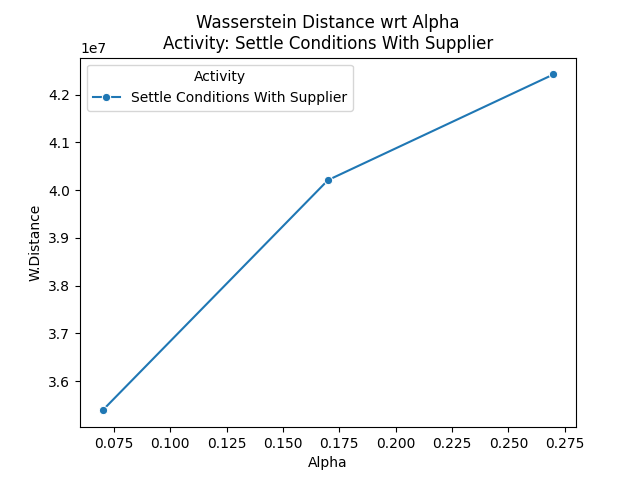 Wasserstein Distance wrt Alpha
Activity: Settle Conditions With Supplier
1e7
Activity
Settle Conditions With Supplier
4.2
4.1
4.0
3.9
3.8
3.7
3.6
W.Distance
0.075 0.100 0.125 0.150 0.175 0.200 0.225 0.250 0.275
Alpha